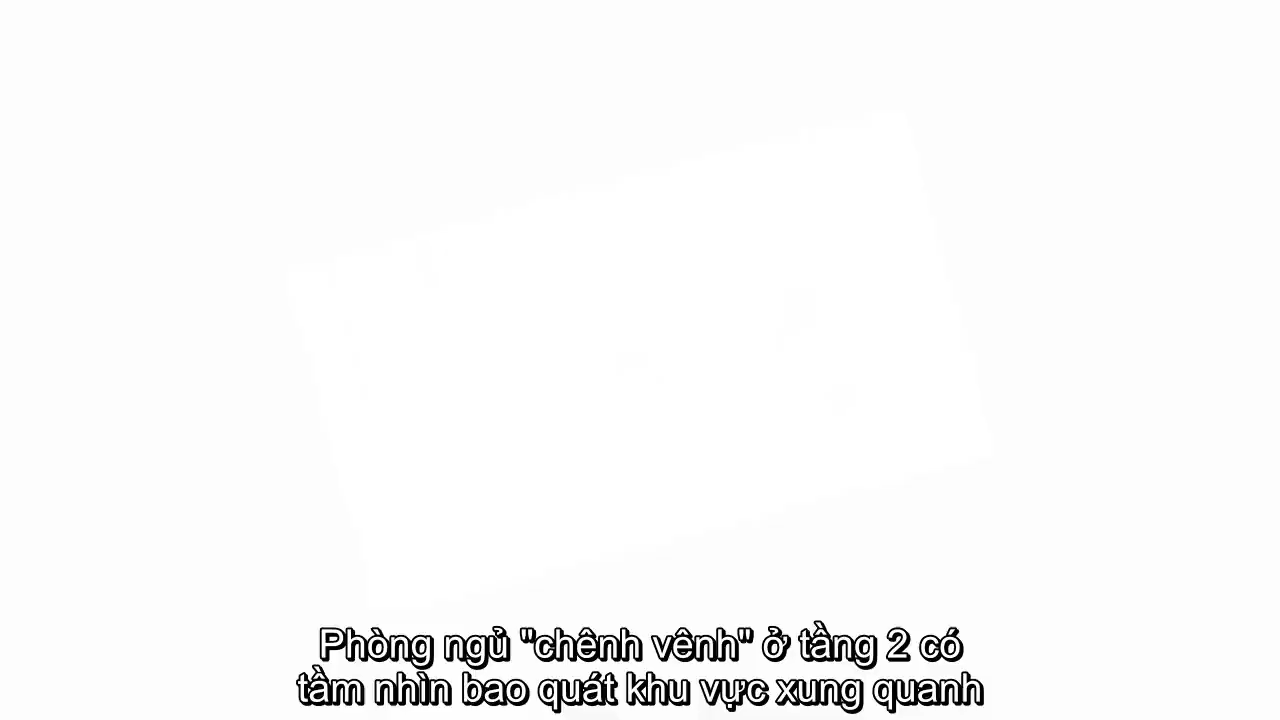 Phòng ngủ "chênh vênh" ở tầng 2 có
tầm nhìn bao quát khu vực xung quanh